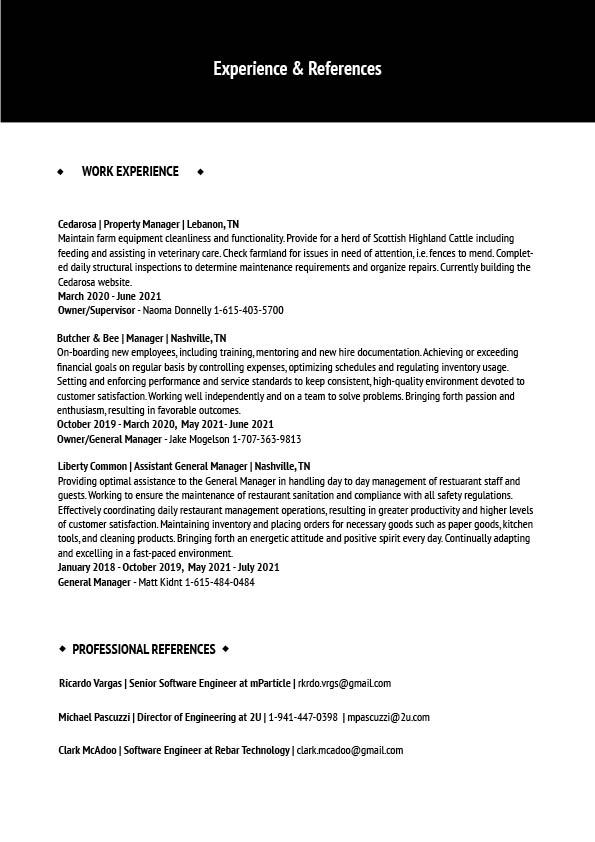 Experience & References
WORK EXPERIENCE
Cedarosa | Property Manager | Lebanon, TN
Maintain farm equipment cleanliness and functionality. Provide for a herd of Scottish Highland Cattle including
feeding and assisting in veterinary care. Check farmland for issues in need of attention, i.e. fences to mend. Complet-
ed daily structural inspections to determine maintenance requirements and organize repairs. Currently building the
Cedarosa website.
March 2020 - June 2021
Owner/Supervisor - Naoma Donnelly 1-615-403-5700
Butcher & Bee | Manager | Nashville, TN
On-boarding new employees, including training, mentoring and new hire documentation. Achieving or exceeding
financial goals on regular basis by controlling expenses, optimizing schedules and regulating inventory usage.
Setting and enforcing performance and service standards to keep consistent, high-quality environment devoted to
customer satisfaction. Working well independently and on a team to solve problems. Bringing forth passion and
enthusiasm, resulting in favorable outcomes.
October 2019 - March 2020, May 2021- June 2021
Owner/General Manager - Jake Mogelson 1-707-363-9813
Liberty Common | Assistant General Manager | Nashville, TN
Providing optimal assistance to the General Manager in handling day to day management of restuarant staff and
guests. Working to ensure the maintenance of restaurant sanitation and compliance with all safety regulations.
Effectively coordinating daily restaurant management operations, resulting in greater productivity and higher levels
of customer satisfaction. Maintaining inventory and placing orders for necessary goods such as paper goods, kitchen
tools, and cleaning products. Bringing forth an energetic attitude and positive spirit every day. Continually adapting
and excelling in a fast-paced environment.
January 2018 - October 2019, May 2021 - July 2021
General Manager - Matt Kidnt 1-615-484-0484
PROFESSIONAL REFERENCES
Ricardo Vargas | Senior Software Engineer at mParticle | rkrdo.vrgs@gmail.com
Michael Pascuzzi | Director of Engineering at 2U | 1-941-447-0398 | mpascuzzi@2u.com
Clark McAdoo | Software Engineer at Rebar Technology | clark.mcadoo@gmail.com